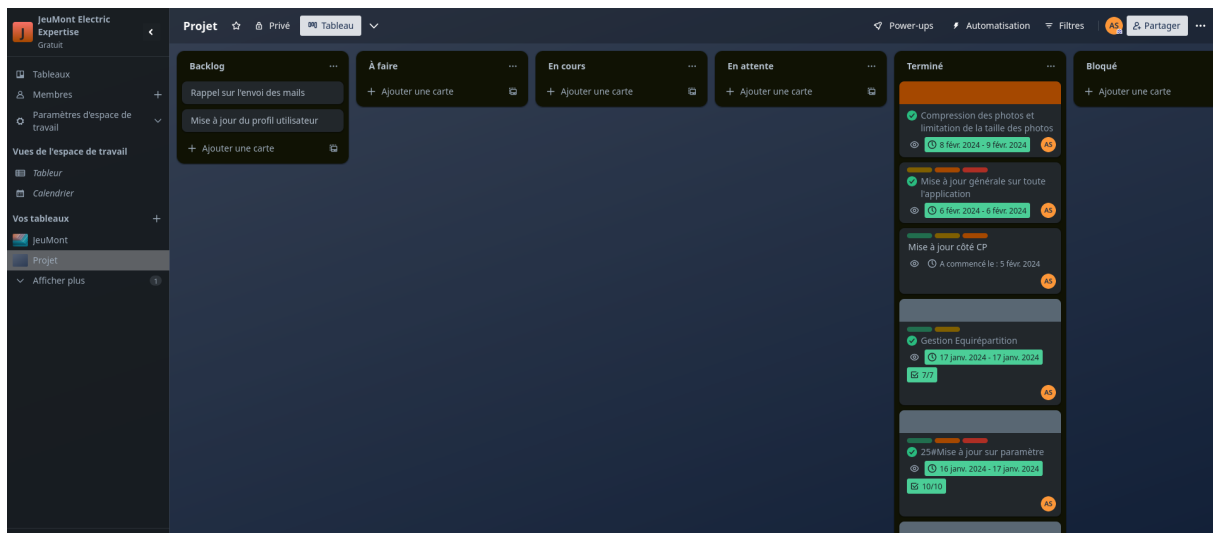 JeuMont Electric
Expertise
Gratuit
J
Projet
Privé
Tableau
Power-ups
Automatisation
Filtres
AS
Partager
Tableaux
Membres
Paramètres d'espace de
travail
Vues de l'espace de travail
Tableur
Calendrier
Vos tableaux
JeuMont
Projet
Afficher plus
1
Backlog
Rappel sur l'envoi des mails
Mise à jour du profil utilisateur
Ajouter une carte
À faire
Ajouter une carte
En cours
Ajouter une carte
En attente
Ajouter une carte
Terminé
Compression des photos et
limitation de la taille des photos
8 févr. 2024 - 9 févr. 2024
AS
Mise à jour générale sur toute
l'application
6 févr. 2024 - 6 févr. 2024
AS
Mise à jour côté CP
A commencé le : 5 févr. 2024
AS
Gestion Equirépartition
17 janv. 2024 - 17 janv. 2024
7/7
AS
25#Mise à jour sur paramètre
16 janv. 2024 - 17 janv. 2024
10/10
AS
Bloqué
Ajouter une carte